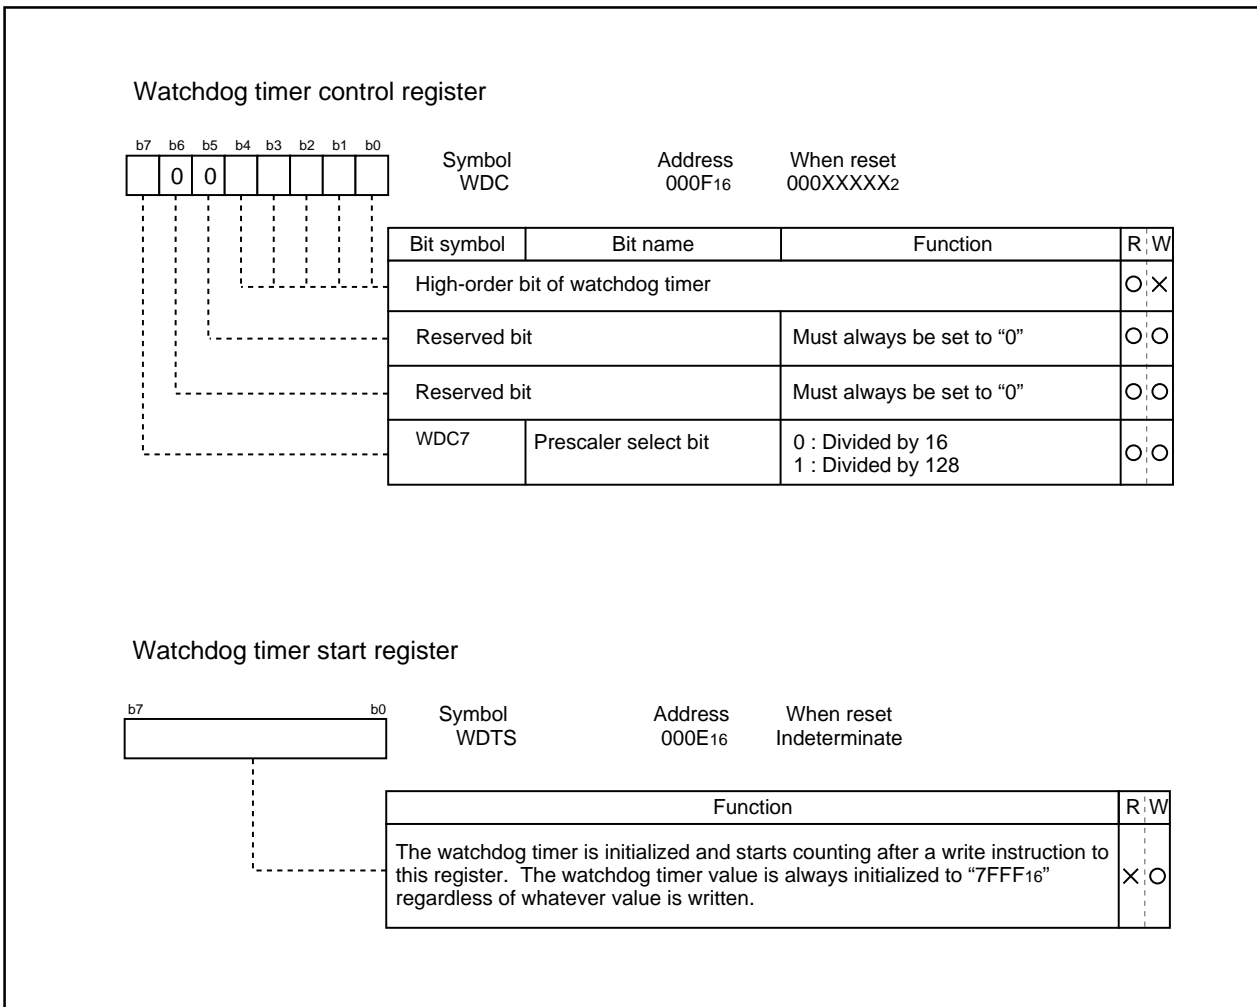 Watchdog timer control register
b7 b6 b5 b4 b3 b2 b1 b0
0 0
Symbol Address When reset
WDC 000F16 000XXXXX2
Bit symbol Bit name Function R W
High-order bit of watchdog timer
Reserved bit Must always be set to “0”
Reserved bit Must always be set to “0”
WDC7 Prescaler select bit 0 : Divided by 16
1 : Divided by 128
Watchdog timer start register
b7 b0
Symbol Address When reset
WDTS 000E16 Indeterminate
Function R W
The watchdog timer is initialized and starts counting after a write instruction to
this register. The watchdog timer value is always initialized to “7FFF16”
regardless of whatever value is written.